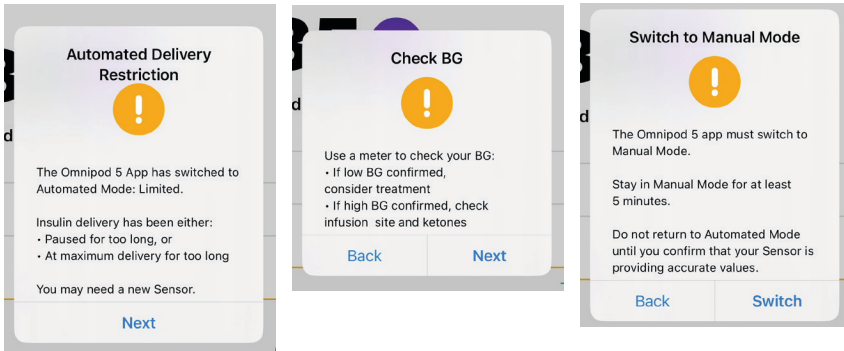 Automated Delivery
Restriction
The Omnipod 5 App has switched to
Automated Mode: Limited.
Insulin delivery has been either:
• Paused for too long, or
• At maximum delivery for too long
You may need a new Sensor.
Next
Check BG
Use a meter to check your BG:
• If low BG confirmed,
consider treatment
• If high BG confirmed, check
infusion site and ketones
Back
Next
Switch to Manual Mode
The Omnipod 5 app must switch to
Manual Mode.
Stay in Manual Mode for at least
5 minutes.
Do not return to Automated Mode
until you confirm that your Sensor is
providing accurate values.
Back
Switch